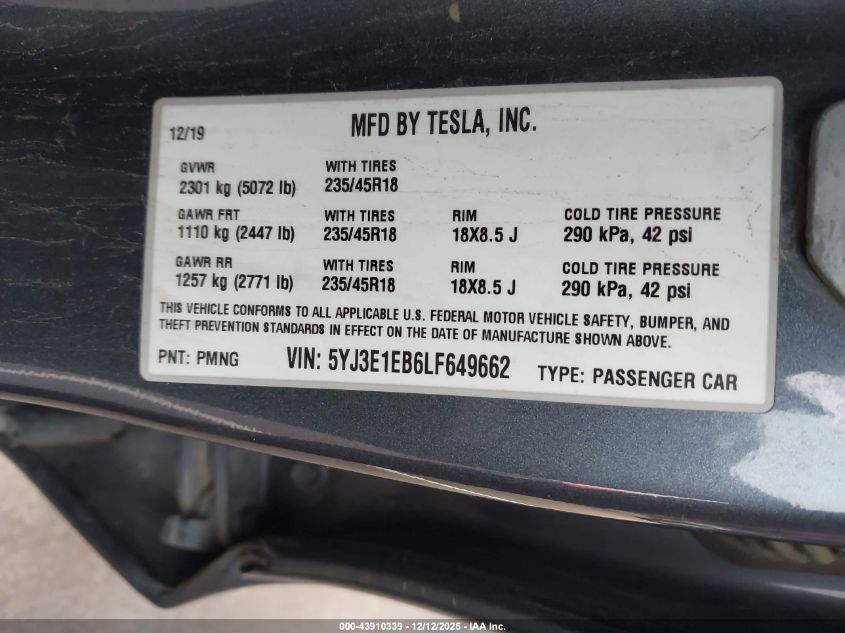 12/19 MFD BY TESLA, INC.
GVWR WITH TIRES
2301 kg (5072 lb) 235/45R18
GAWR FRT WITH TIRES RIM COLD TIRE PRESSURE
1110 kg (2447 lb) 235/45R18 18X8.5 J 290 kPa, 42 psi
GAWR RR WITH TIRES RIM COLD TIRE PRESSURE
1257 kg (2771 lb) 235/45R18 18X8.5 J 290 kPa, 42 psi
THIS VEHICLE CONFORMS TO ALL APPLICABLE U.S. FEDERAL MOTOR VEHICLE SAFETY, BUMPER, AND
THEFT PREVENTION STANDARDS IN EFFECT ON THE DATE OF MANUFACTURE SHOWN ABOVE.
PNT: PMNG VIN: 5YJ3E1EB6LF649662 TYPE: PASSENGER CAR
000-43910339 - 12/12/2025 - IAA Inc.